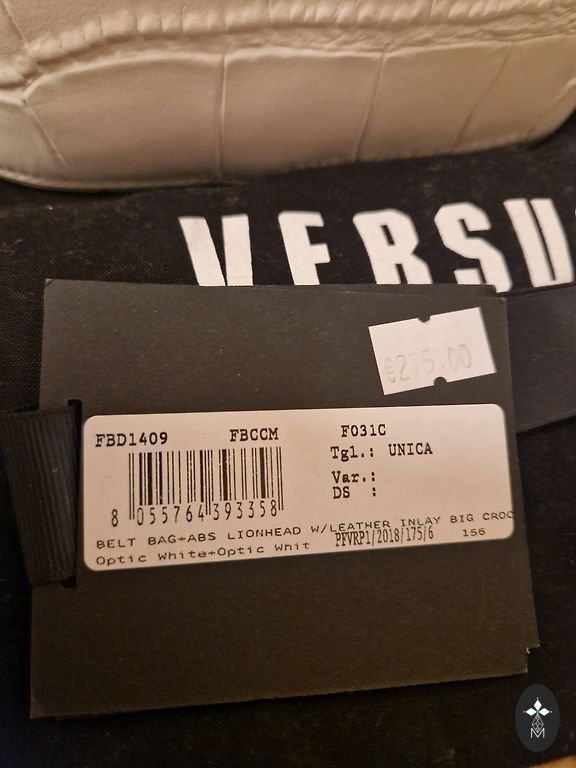 VERSU
€275.00
FBD1409 FBCCM F031C
Tgl.: UNICA
Var.:
DS :
8 055764 393358
BELT BAG+ABS LIONHEAD W/LEATHER INLAY BIG CROC
Optic White+Optic Whit PFVRP1/2018/175/6 156
M